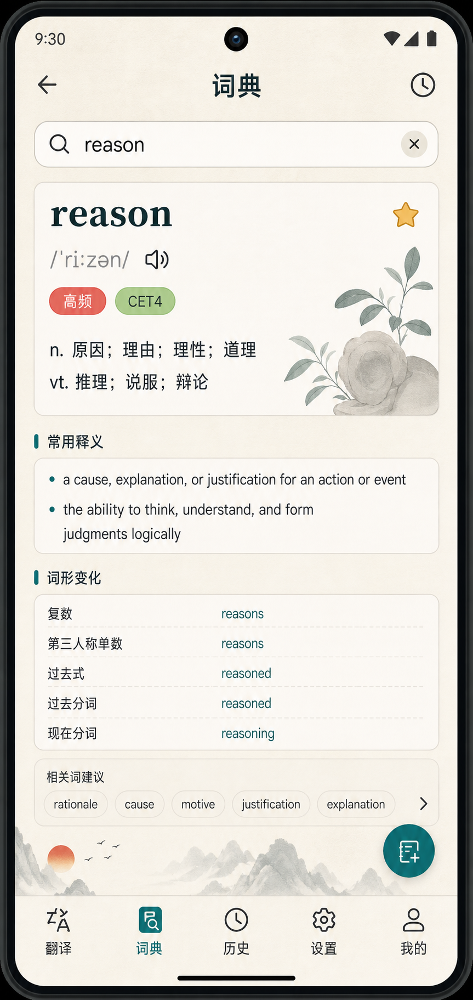 9:30
词典
reason
reason
/ˈriːzən/
高频 CET4
n. 原因；理由；理性；道理
vt. 推理；说服；辩论
常用释义
• a cause, explanation, or justification for an action or event
• the ability to think, understand, and form
judgments logically
词形变化
复数 reasons
第三人称单数 reasons
过去式 reasoned
过去分词 reasoned
现在分词 reasoning
相关词建议
rationale cause motive justification explanation
翻译 词典 历史 设置 我的